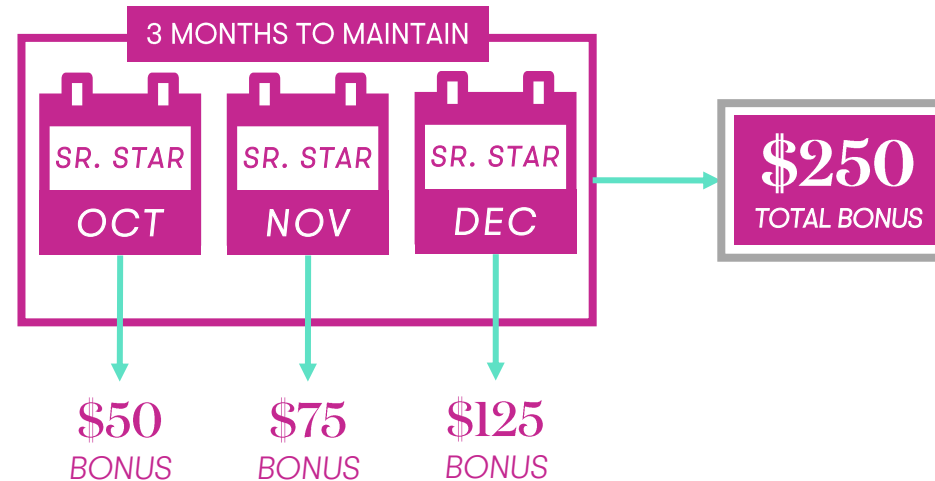 3 MONTHS TO MAINTAIN
SR. STAR
OCT
SR. STAR
NOV
SR. STAR
DEC
$250
TOTAL BONUS
$50
BONUS
$75
BONUS
$125
BONUS